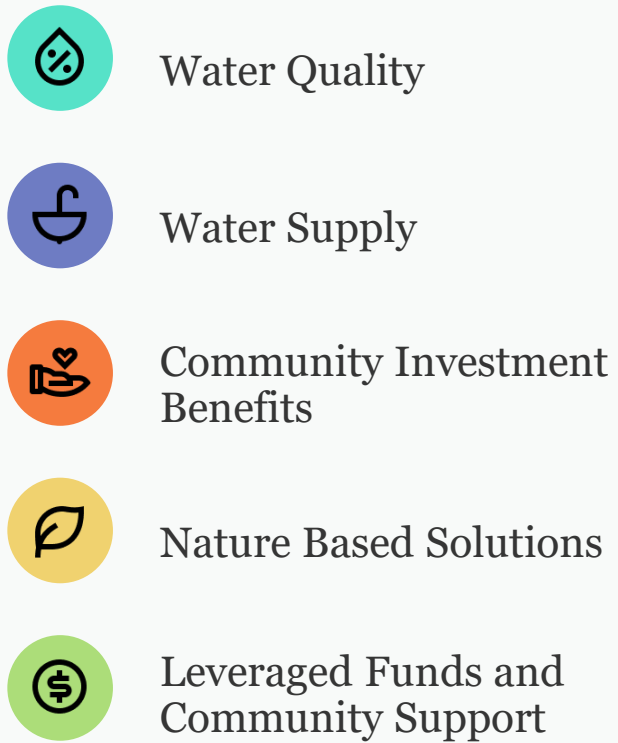 Water Quality
Water Supply
Community Investment
Benefits
Nature Based Solutions
Leveraged Funds and
Community Support